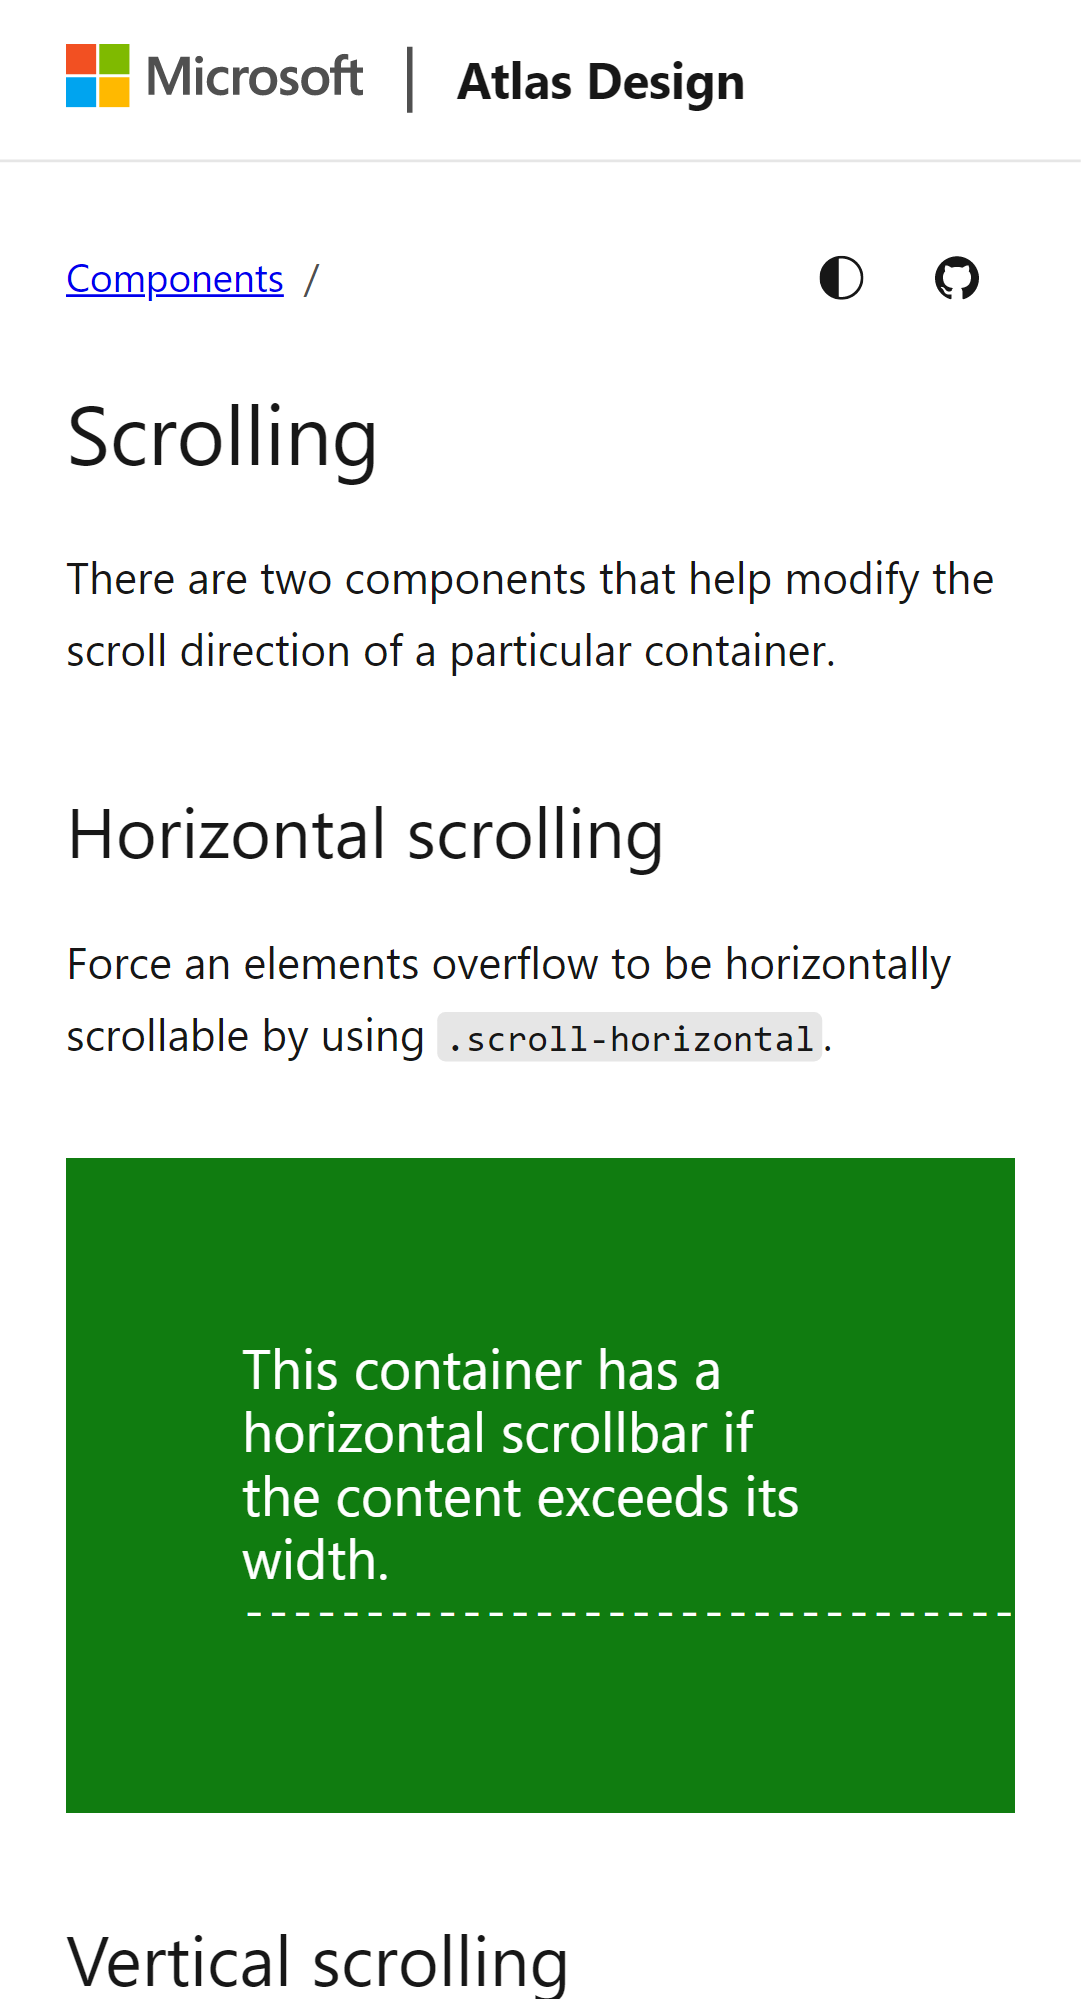 Microsoft | Atlas Design
Components /
Scrolling
There are two components that help modify the
scroll direction of a particular container.
Horizontal scrolling
Force an elements overflow to be horizontally
scrollable by using .scroll-horizontal.
This container has a
horizontal scrollbar if
the content exceeds its
width.
--------------------------------
Vertical scrolling